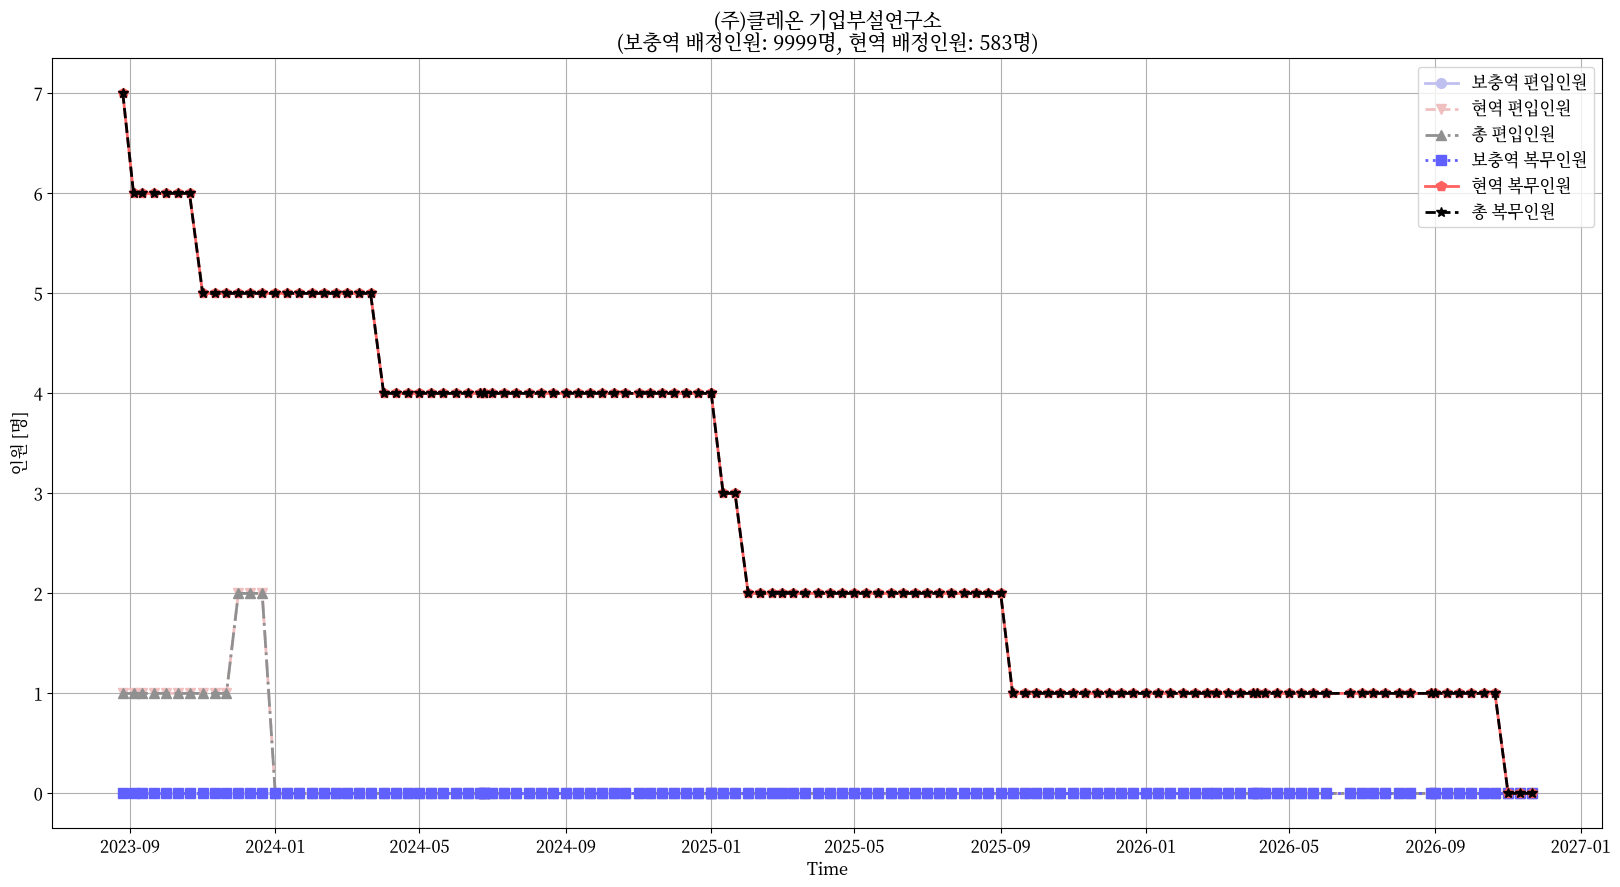 (주)클레온 기업부설연구소
(보충역 배정인원: 9999명, 현역 배정인원: 583명)
보충역 편입인원
현역 편입인원
총 편입인원
보충역 복무인원
현역 복무인원
총 복무인원
인원 [명]
7
6
5
4
3
2
1
0
2023-09
2024-01
2024-05
2024-09
2025-01
2025-05
2025-09
2026-01
2026-05
2026-09
2027-01
Time